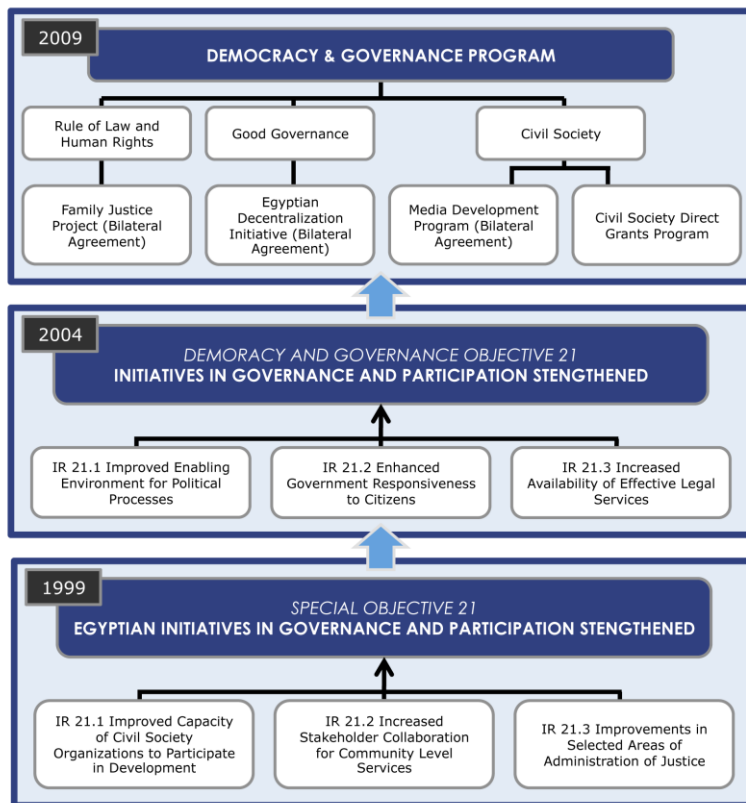 2009
DEMOCRACY & GOVERNANCE PROGRAM
Rule of Law and
Human Rights
Good Governance
Civil Society
Family Justice
Project (Bilateral
Agreement)
Egyptian
Decentralization
Initiative (Bilateral
Agreement)
Media Development
Program (Bilateral
Agreement)
Civil Society Direct
Grants Program
2004
DEMORACY AND GOVERNANCE OBJECTIVE 21
INITIATIVES IN GOVERNANCE AND PARTICIPATION STENGTHENED
IR 21.1 Improved Enabling
Environment for Political
Processes
IR 21.2 Enhanced
Government Responsiveness
to Citizens
IR 21.3 Increased
Availability of Effective Legal
Services
1999
SPECIAL OBJECTIVE 21
EGYPTIAN INITIATIVES IN GOVERNANCE AND PARTICIPATION STENGTHENED
IR 21.1 Improved Capacity
of Civil Society
Organizations to Participate
in Development
IR 21.2 Increased
Stakeholder Collaboration
for Community Level
Services
IR 21.3 Improvements in
Selected Areas of
Administration of Justice